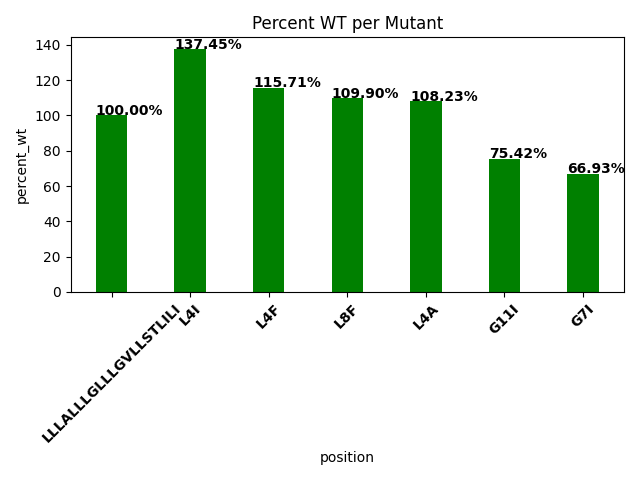 Percent WT per Mutant
percent_wt
140
120
100
80
60
40
20
0
100.00%
137.45%
115.71%
109.90%
108.23%
75.42%
66.93%
LLLALLLGLLLGVLLSTLILI
L4I
L4F
L8F
L4A
G11I
G7I
position